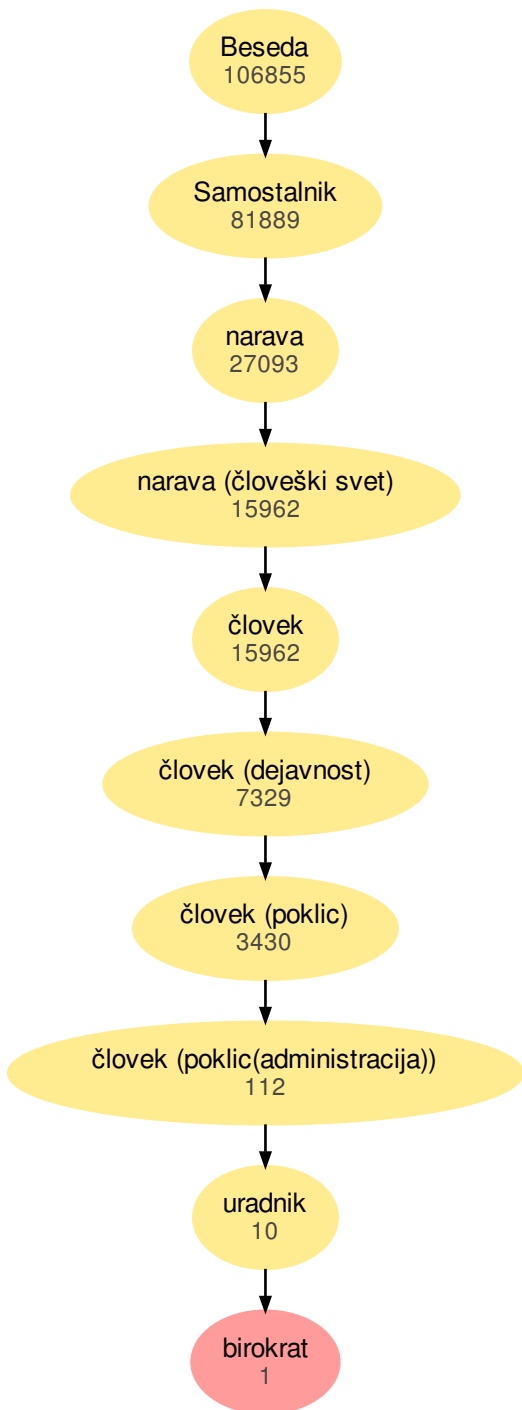 Beseda
106855
Samostalnik
81889
narava
27093
narava (človeški svet)
15962
človek
15962
človek (dejavnost)
7329
človek (poklic)
3430
človek (poklic(administracija))
112
uradnik
10
birokrat
1